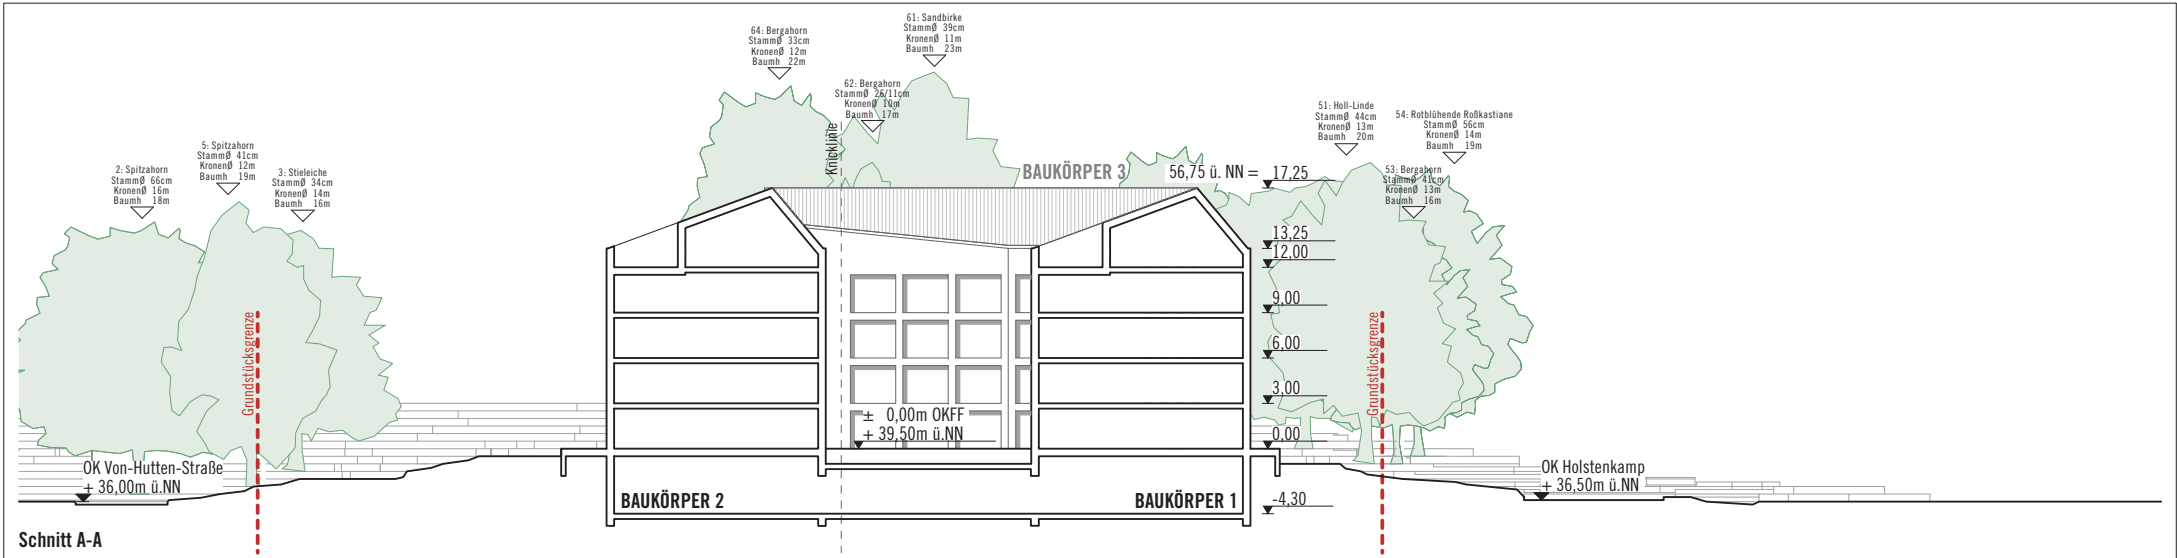 61: Sandbirke
StammØ 39cm
KronenØ 11m
Baumh 23m
64: Bergahorn
StammØ 33cm
KronenØ 12m
Baumh 22m
62: Bergahorn
StammØ 26/11cm
KronenØ 10m
Baumh 17m
Knicklinie
5: Spitzahorn
StammØ 41cm
KronenØ 12m
Baumh 19m
2: Spitzahorn
StammØ 66cm
KronenØ 16m
Baumh 18m
3: Stieleiche
StammØ 34cm
KronenØ 14m
Baumh 16m
51: Holl-Linde
StammØ 44cm
KronenØ 13m
Baumh 20m
54: Rotblühende Roßkastiane
StammØ 56cm
KronenØ 14m
Baumh 19m
53: Bergahorn
StammØ 41cm
KronenØ 13m
Baumh 16m
BAUKÖRPER 3
56,75 ü. NN = 17,25
13,25
12,00
9,00
6,00
3,00
0,00
-4,30
Grundstücksgrenze
Grundstücksgrenze
± 0,00m OKFF
+ 39,50m ü.NN
OK Von-Hutten-Straße
+ 36,00m ü.NN
OK Holstenkamp
+ 36,50m ü.NN
BAUKÖRPER 2
BAUKÖRPER 1
Schnitt A-A